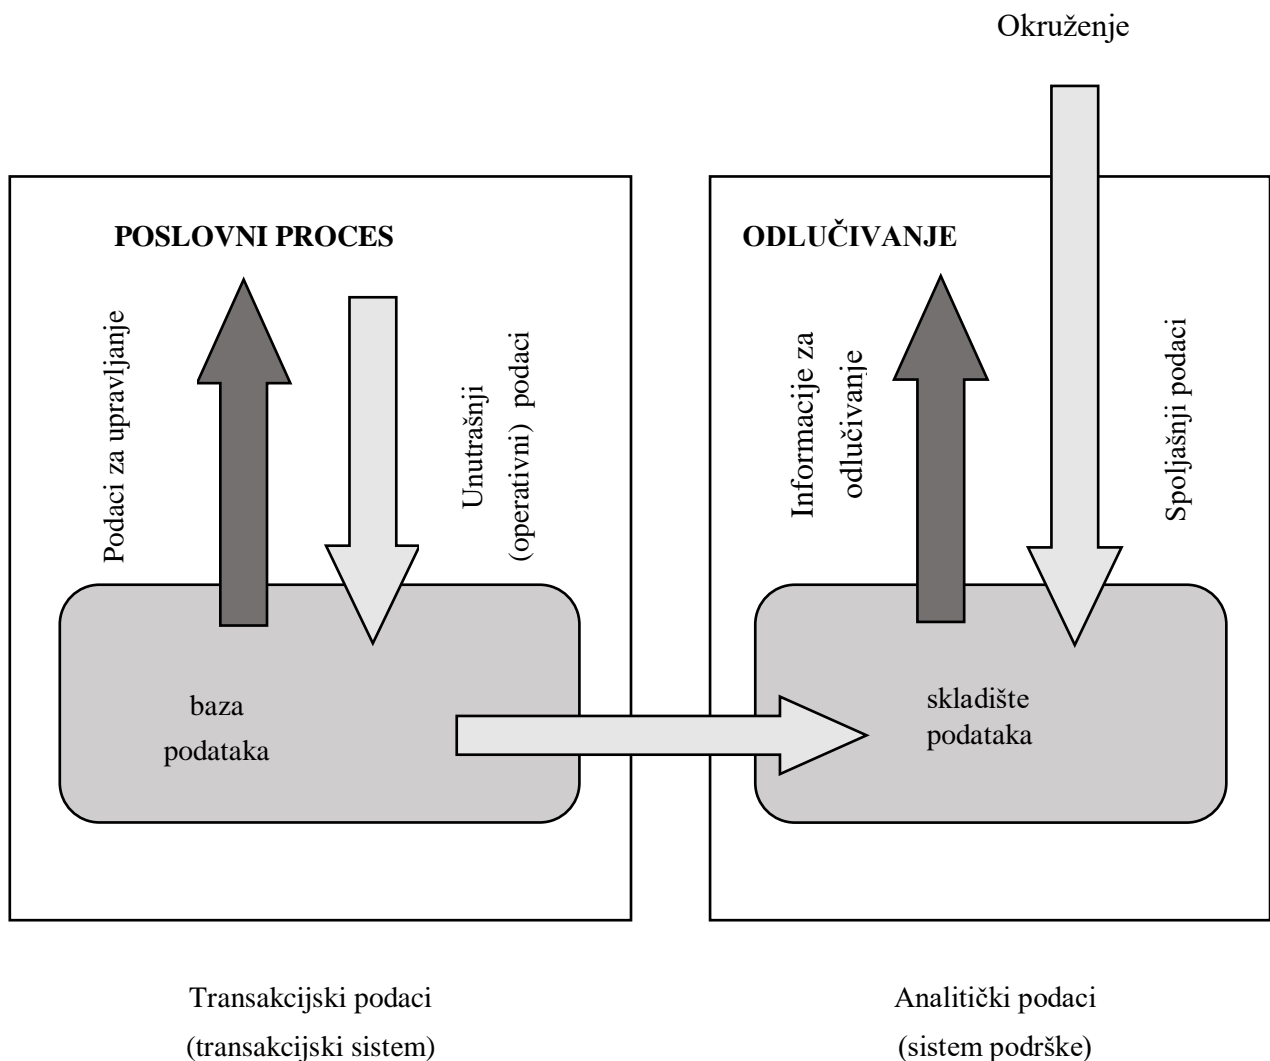 Okruženje
POSLOVNI PROCES
Podaci za upravljanje
Unutrašnji
(operativni) podaci
baza
podataka
ODLUČIVANJE
Informacije za
odlučivanje
Spoljašnji podaci
skladište
podataka
Transakcijski podaci
(transakcijski sistem)
Analitički podaci
(sistem podrške)